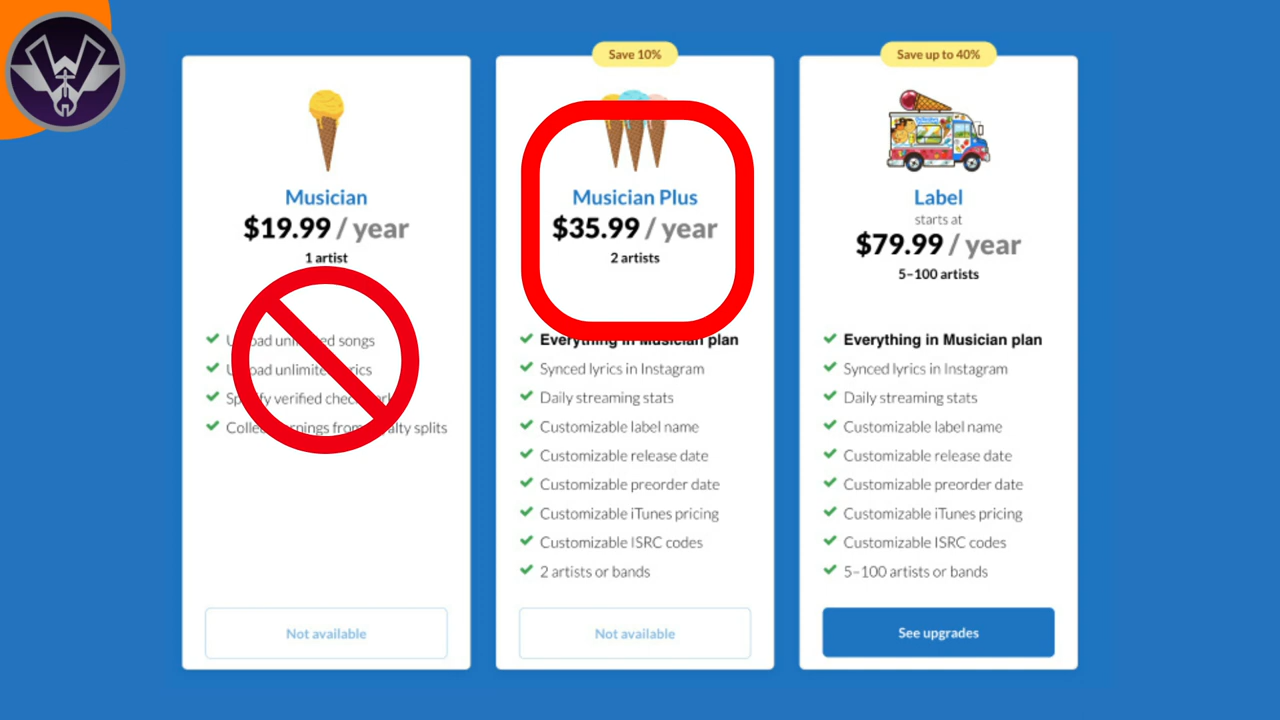 Musician
$19.99 / year
1 artist
songs
Not available
Save 10%
Musician Plus
$35.99 / year
2 artists
Everything in Musician plan
Synced lyrics in Instagram
Daily streaming stats
Customizable label name
Customizable release date
Customizable preorder date
Customizable iTunes pricing
Customizable ISRC codes
2 artists or bands
Not available
Save up to 40%
Label
starts at
$79.99 / year
5–100 artists
Everything in Musician plan
Synced lyrics in Instagram
Daily streaming stats
Customizable label name
Customizable release date
Customizable preorder date
Customizable iTunes pricing
Customizable ISRC codes
5–100 artists or bands
See upgrades